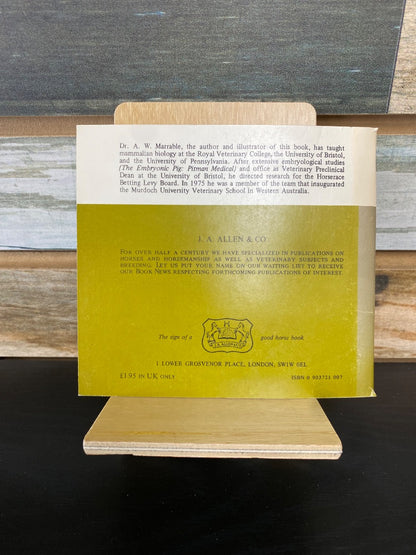 Dr. A. W. Marrable, the author and illustrator of this book, has taught
mammalian biology at the Royal Veterinary College, the University of Bristol,
and the University of Pennsylvania. After extensive embryological studies
(The Embryonic Pig: Pitman Medical) and office as Veterinary Preclinical
Dean at the University of Bristol, he directed research for the Horserace
Betting Levy Board. In 1975 he was a member of the team that inaugurated
the Murdoch University Veterinary School in Western Australia.
J. A. ALLEN & CO
FOR OVER HALF A CENTURY WE HAVE SPECIALIZED IN PUBLICATIONS ON
HORSES AND HORSEMANSHIP AS WELL AS VETERINARY SUBJECTS AND
BREEDING. LET US PUT YOUR NAME ON OUR WAITING LIST TO RECEIVE
OUR BOOK NEWS RESPECTING FORTHCOMING PUBLICATIONS OF INTEREST.
The sign of a good horse book
1 LOWER GROSVENOR PLACE, LONDON, SW1W 0EL
£1.95 IN UK ONLY ISBN 0 903721 007